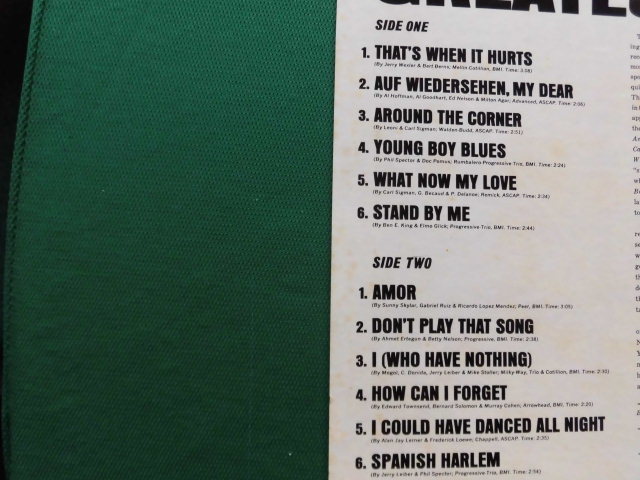 SIDE ONE
1. THAT'S WHEN IT HURTS
(By Jerry Wexler & Bert Berns; Mellin-Cotillion, BMI. Time: 3:08)
2. AUF WIEDERSEHEN, MY DEAR
(By Al Hoffman, Al Goodhart, Ed Nelson & Milton Ager; Advanced, ASCAP. Time: 2:06)
3. AROUND THE CORNER
(By Leoni & Carl Sigman; Walden-Budd, ASCAP. Time: 2:51)
4. YOUNG BOY BLUES
(By Phil Spector & Doc Pomus; Rumbalero-Progressive-Trio, BMI. Time: 2:24)
5. WHAT NOW MY LOVE
(By Carl Sigman, G. Becaud & P. Delanoe; Remick, ASCAP. Time: 2:34)
6. STAND BY ME
(By Ben E. King & Elmo Glick; Progressive-Trio, BMI. Time: 2:44)
SIDE TWO
1. AMOR
(By Sunny Skylar, Gabriel Ruiz & Ricardo Lopez Mendez; Peer, BMI. Time: 3:05)
2. DON'T PLAY THAT SONG
(By Ahmet Ertegun & Betty Nelson; Progressive, BMI. Time: 2:38)
3. I (WHO HAVE NOTHING)
(By Mogol, C. Donida, Jerry Leiber & Mike Stoller; Milky-Way, Trio & Cotillion, BMI. Time: 2:30)
4. HOW CAN I FORGET
(By Edward Townsend, Bernard Solomon & Murray Cohen; Arrowhead, BMI. Time: 2:20)
5. I COULD HAVE DANCED ALL NIGHT
(By Alan Jay Lerner & Frederick Loewe; Chappell, ASCAP. Time: 2:35)
6. SPANISH HARLEM
(By Jerry Leiber & Phil Spector; Progressive-Trio, BMI. Time: 2:54)